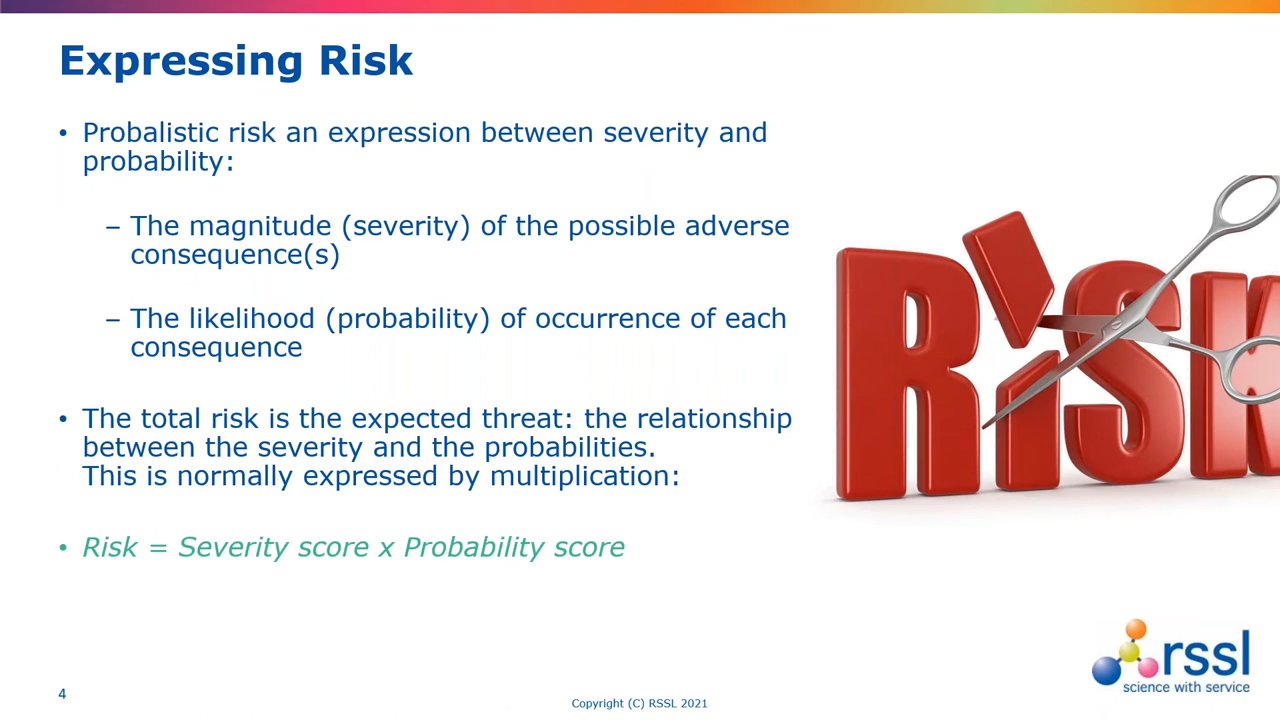 Expressing Risk
• Probalistic risk an expression between severity and
probability:
– The magnitude (severity) of the possible adverse
consequence(s)
– The likelihood (probability) of occurrence of each
consequence
• The total risk is the expected threat: the relationship
between the severity and the probabilities.
This is normally expressed by multiplication:
• Risk = Severity score x Probability score
RiSK
rssl
science with service
4
Copyright (C) RSSL 2021